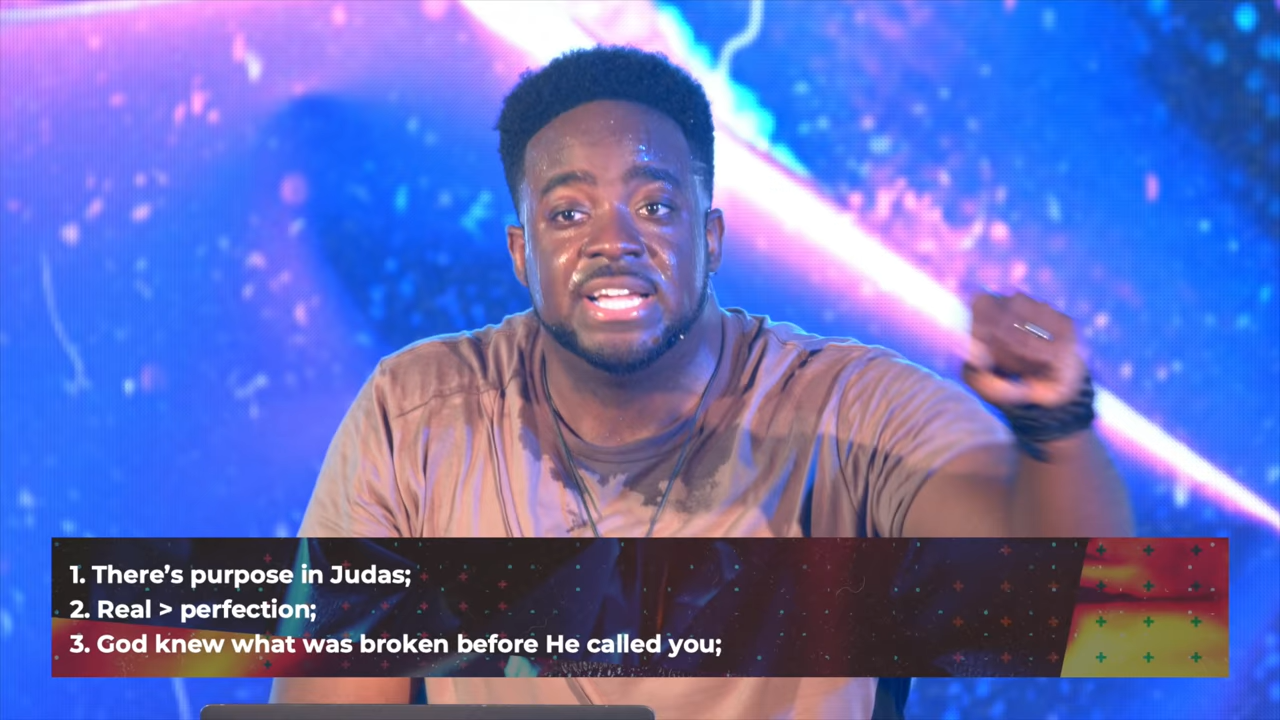 1. There’s purpose in Judas;
2. Real > perfection;
3. God knew what was broken before He called you;